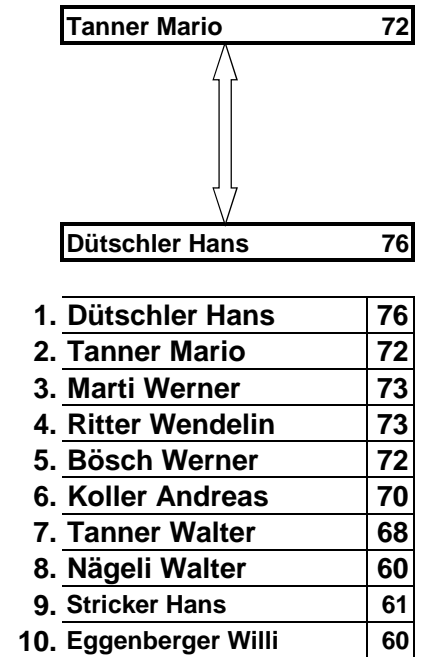 Tanner Mario 72
Dütschler Hans 76
1. Dütschler Hans 76
2. Tanner Mario 72
3. Marti Werner 73
4. Ritter Wendelin 73
5. Bösch Werner 72
6. Koller Andreas 70
7. Tanner Walter 68
8. Nägeli Walter 60
9. Stricker Hans 61
10. Eggenberger Willi 60